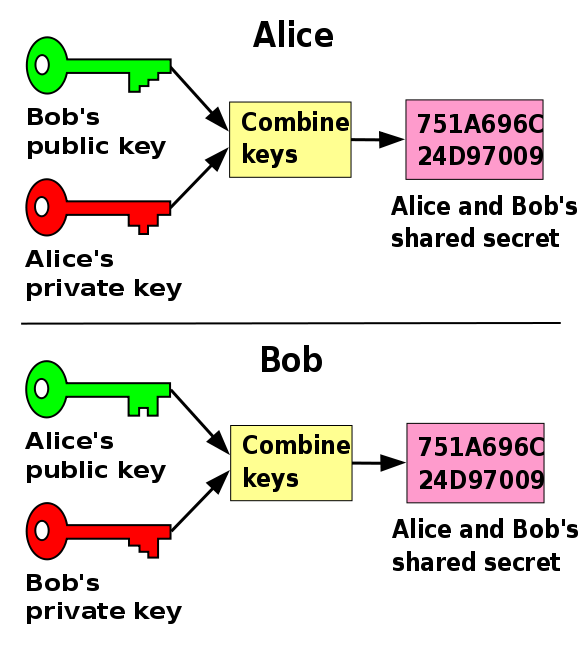 Alice
Bob's
public key
Combine
keys
751A696C
24D97009
Alice's
private key
Alice and Bob's
shared secret
Bob
Alice's
public key
Combine
keys
751A696C
24D97009
Bob's
private key
Alice and Bob's
shared secret